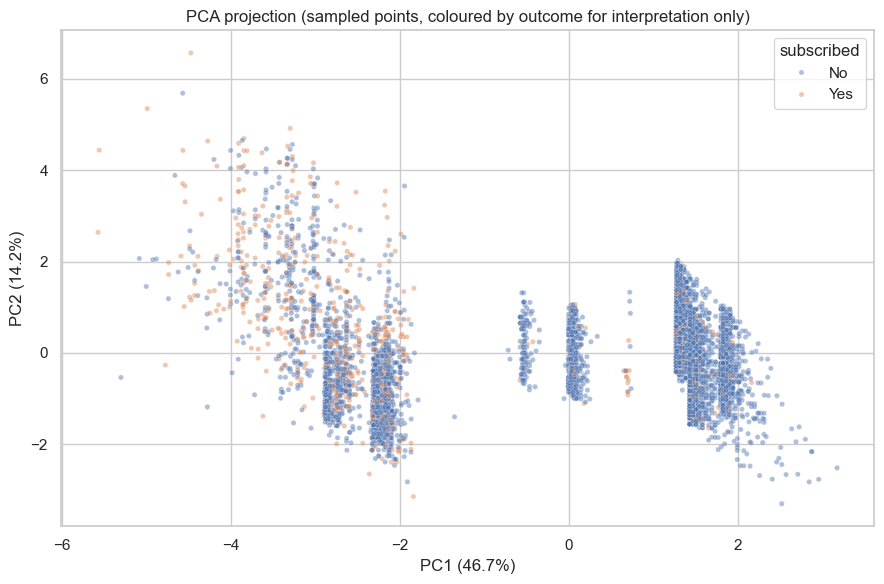 PCA projection (sampled points, coloured by outcome for interpretation only)
subscribed
No
Yes
6
4
2
0
−2
PC2 (14.2%)
−6 −4 −2 0 2
PC1 (46.7%)